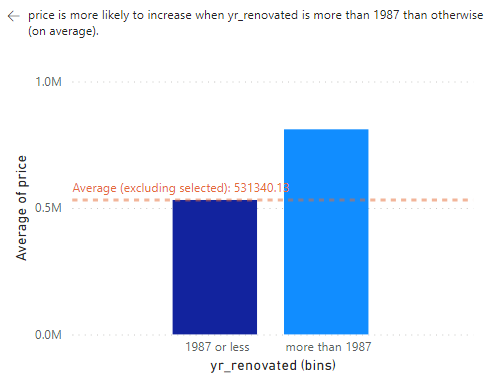 ← price is more likely to increase when yr_renovated is more than 1987 than otherwise
(on average).
1.0M
Average (excluding selected): 531340.13
0.5M
0.0M
Average of price
1987 or less
more than 1987
yr_renovated (bins)